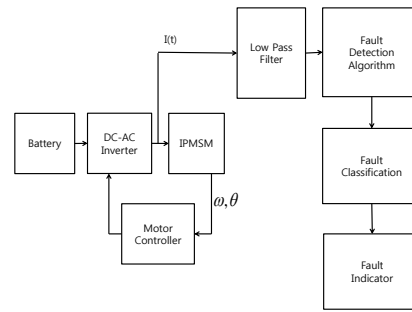 I(t)
Low Pass
Filter
Fault
Detection
Algorithm
Battery
DC-AC
Inverter
IPMSM
Fault
Classification
ω,θ
Motor
Controller
Fault
Indicator